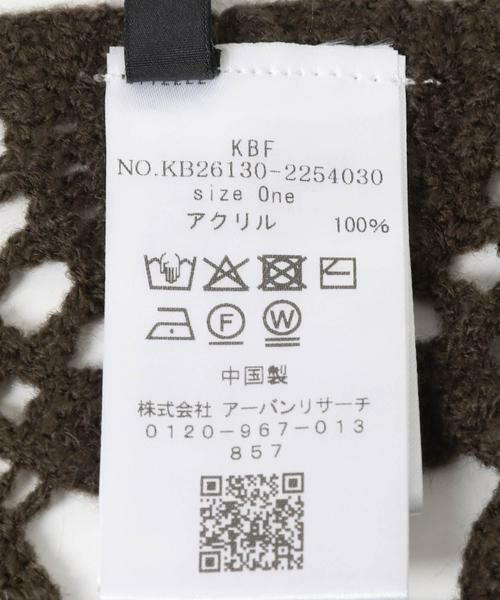 KBF
NO.KB26130-2254030
size One
アクリル 100%
F W
中国製
株式会社 アーバンリサーチ
0120-967-013
857